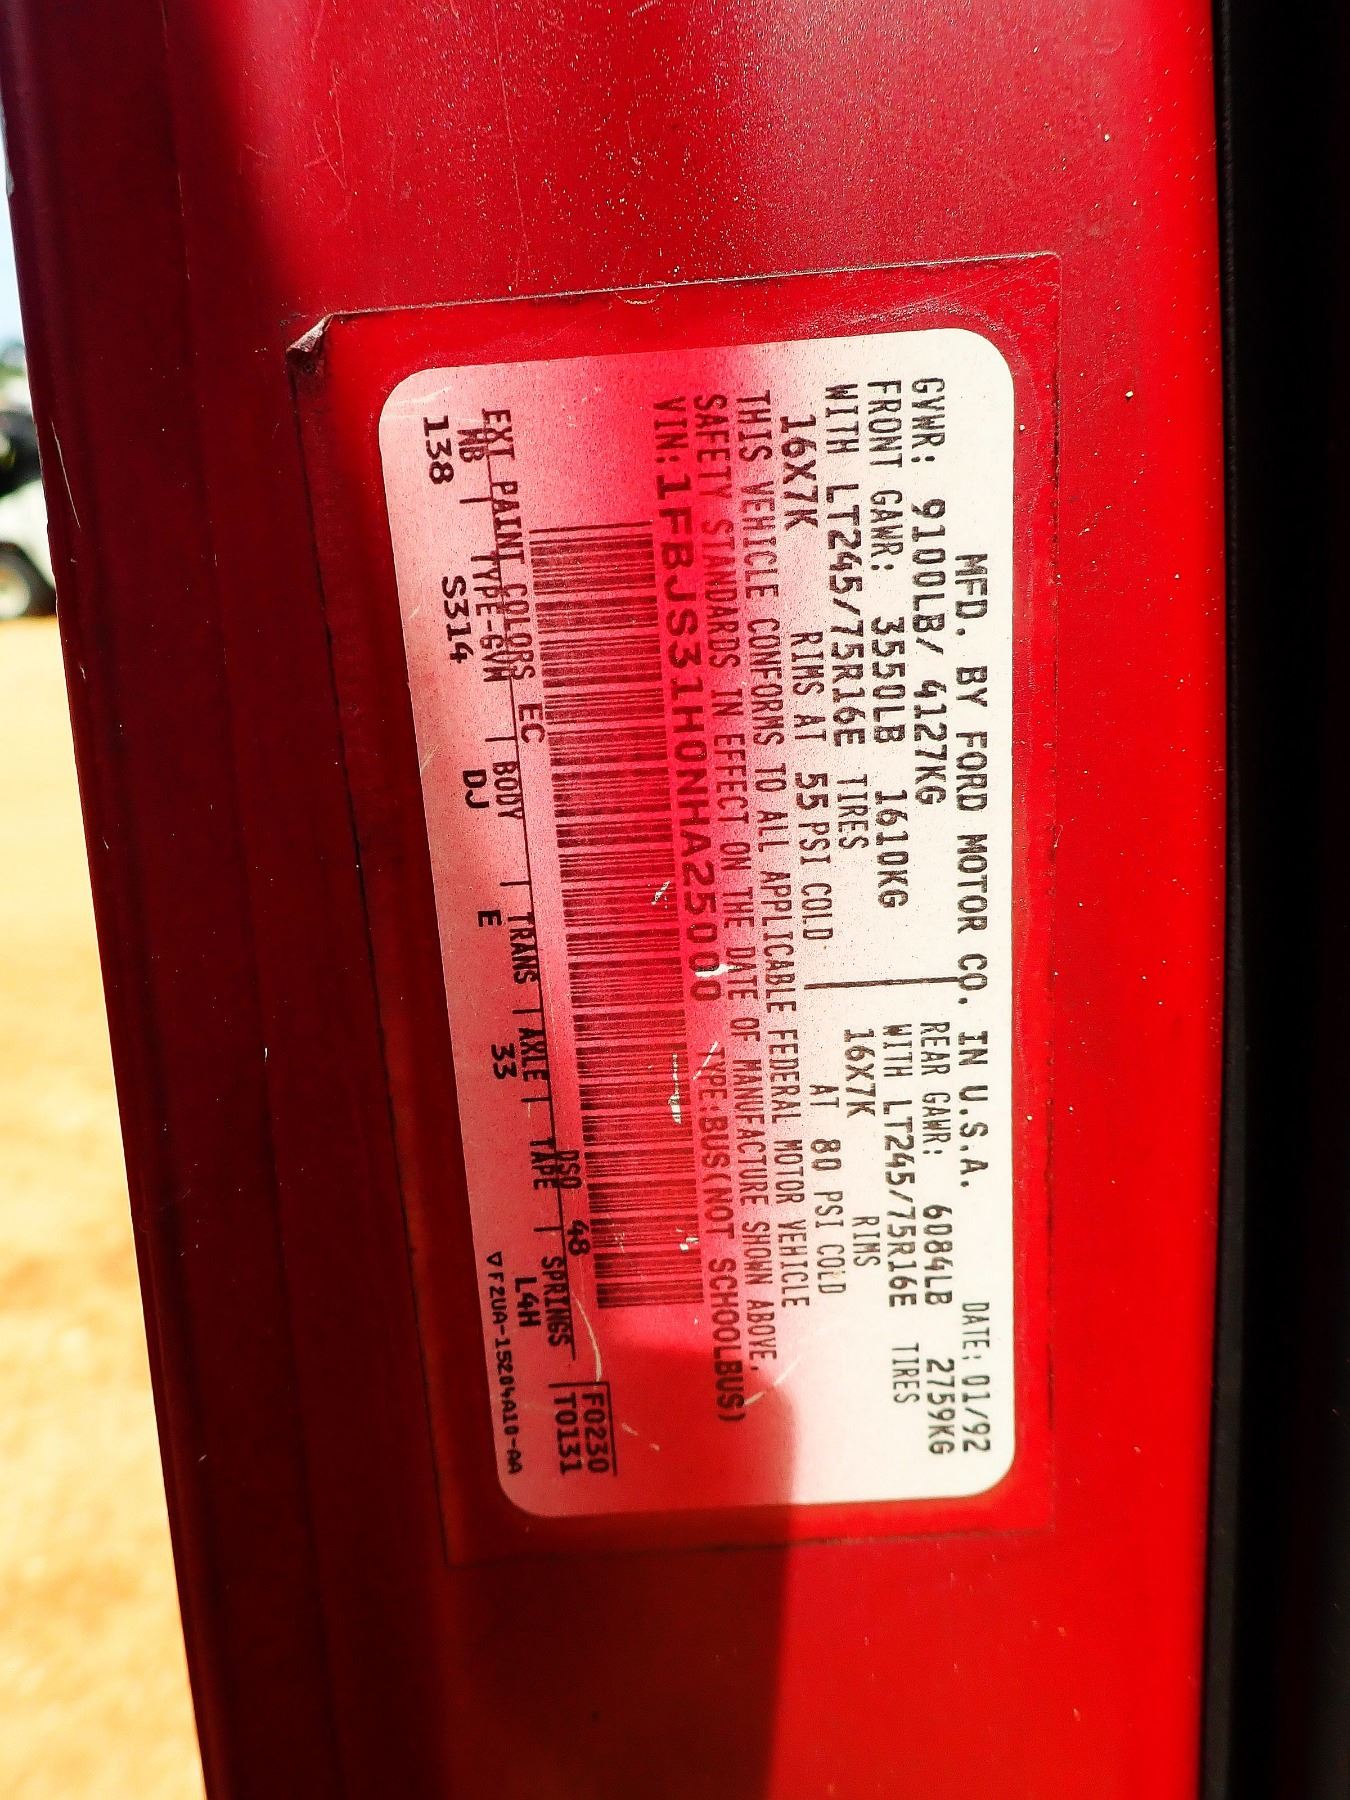 MFD. BY FORD MOTOR CO. IN U.S.A.
DATE: 01/92
GVWR: 9100LB/ 4127KG
FRONT GAWR: 3550LB 1610KG
WITH LT245/75R16E TIRES
16X7K RIMS AT 55 PSI COLD
REAR GAWR: 6084LB 2759KG
WITH LT245/75R16E TIRES
16X7K RIMS
AT 80 PSI COLD
THIS VEHICLE CONFORMS TO ALL APPLICABLE FEDERAL MOTOR VEHICLE
SAFETY STANDARDS IN EFFECT ON THE DATE OF MANUFACTURE SHOWN ABOVE.
VIN: 1FBJS31H0NHA25000 TYPE: BUS(NOT SCHOOLBUS)
F0230
T0131
EXT PAINT COLORS EC DSO 48
WB | TYPE-GVW | BODY | TRANS | AXLE | TAPE | SPRINGS
138 S314 DJ E 33 L4H
▽F2UA-15204A10-AA